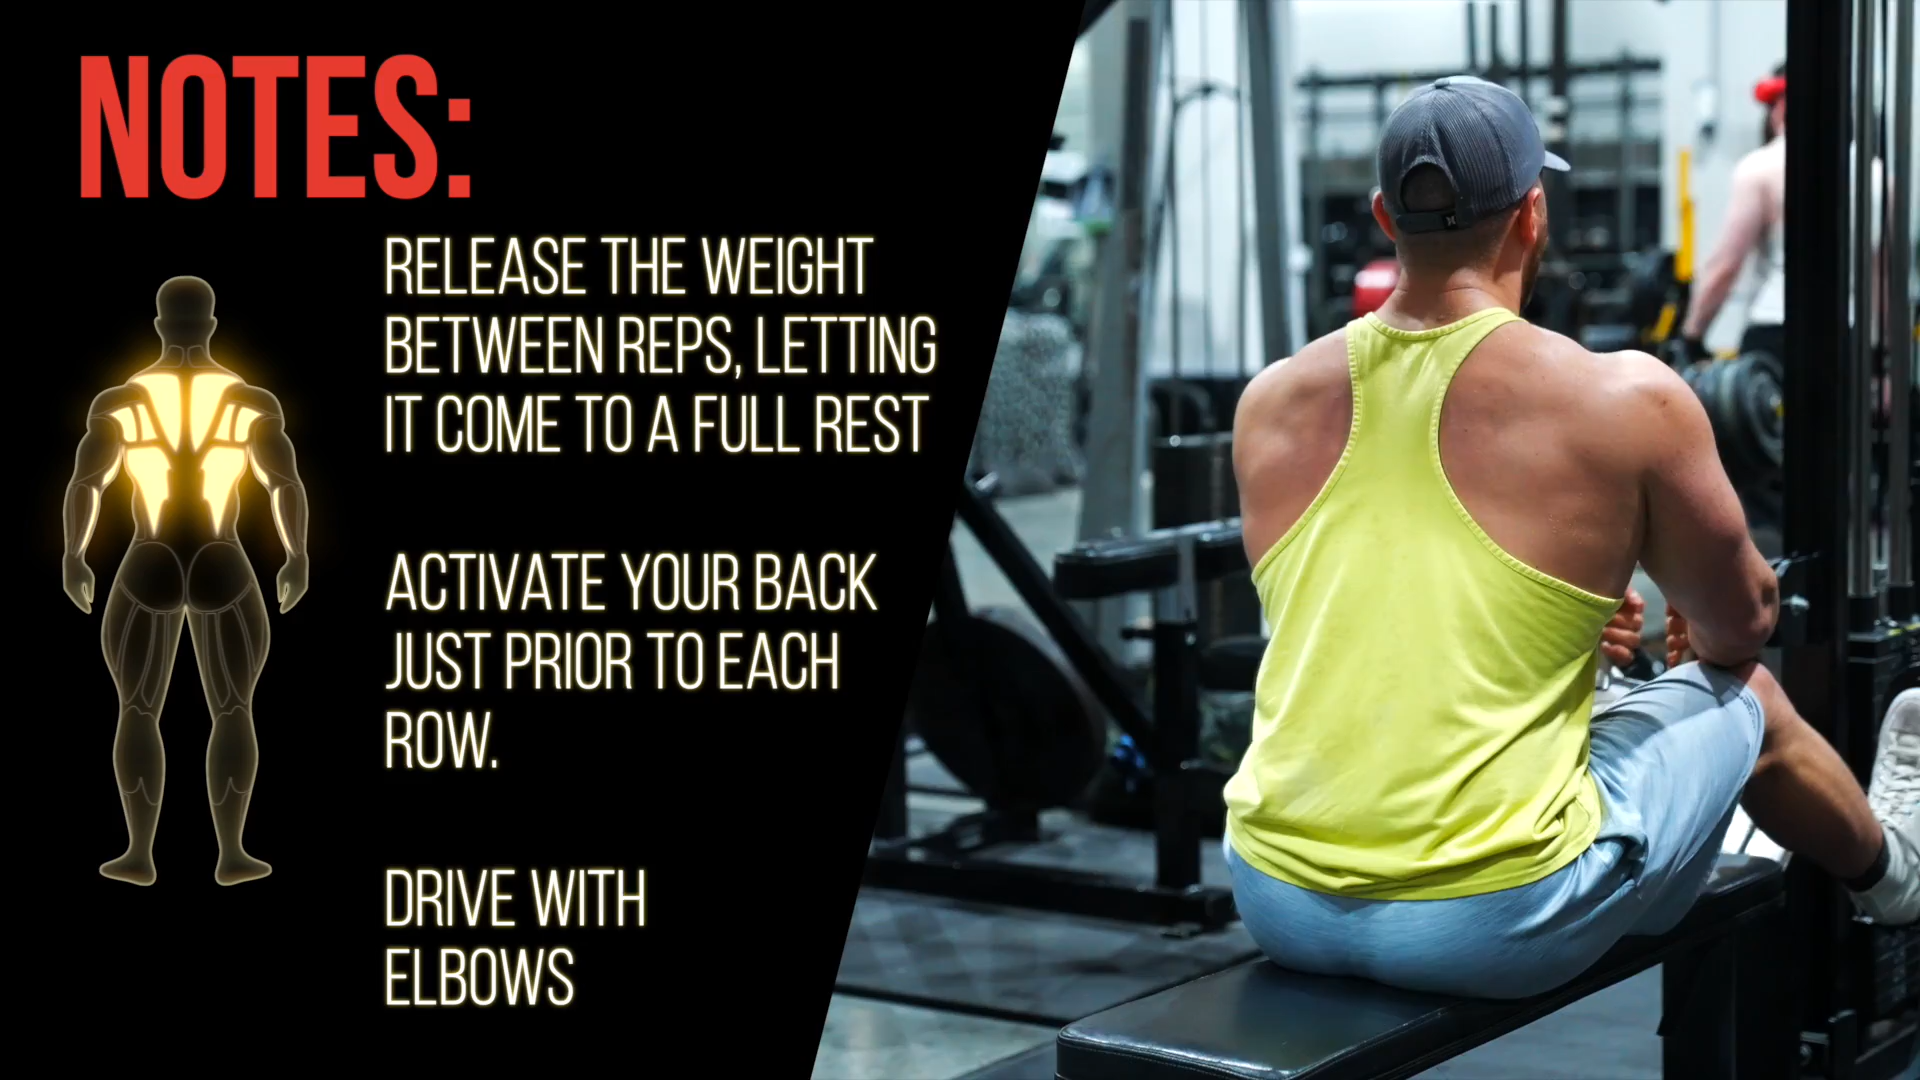 NOTES:
RELEASE THE WEIGHT
BETWEEN REPS, LETTING
IT COME TO A FULL REST
ACTIVATE YOUR BACK
JUST PRIOR TO EACH
ROW.
DRIVE WITH
ELBOWS